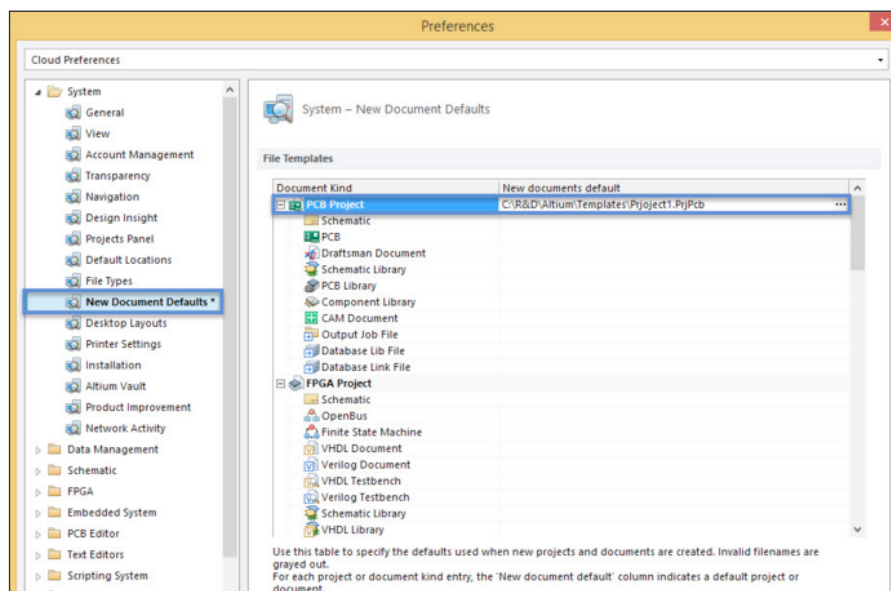 Preferences
Cloud Preferences
System
General
View
Account Management
Transparency
Navigation
Design Insight
Projects Panel
Default Locations
File Types
New Document Defaults *
Desktop Layouts
Printer Settings
Installation
Altium Vault
Product Improvement
Network Activity
Data Management
Schematic
FPGA
Embedded System
PCB Editor
Text Editors
Scripting System
System – New Document Defaults
File Templates
Document Kind New documents default
PCB Project C:\R&D\Altium\Templates\Prjoject1.PrjPcb ...
Schematic
PCB
Draftsman Document
Schematic Library
PCB Library
Component Library
CAM Document
Output Job File
Database Lib File
Database Link File
FPGA Project
Schematic
OpenBus
Finite State Machine
VHDL Document
Verilog Document
VHDL Testbench
Verilog Testbench
Schematic Library
VHDL Library
Use this table to specify the defaults used when new projects and documents are created. Invalid filenames are
grayed out.
For each project or document kind entry, the 'New document default' column indicates a default project or
document.